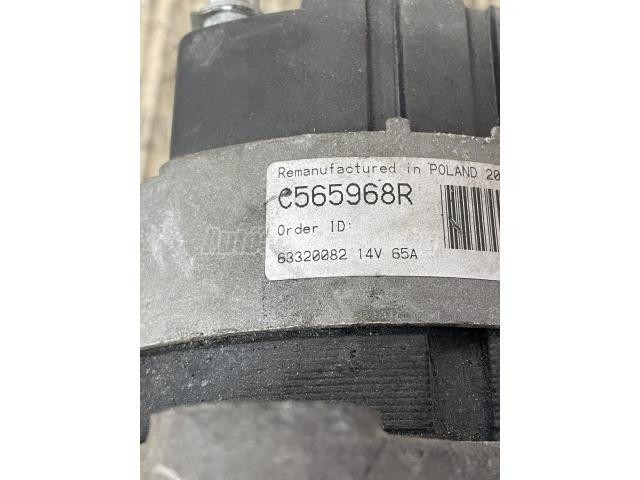 Remanufactured in POLAND 20
C565968R
Order ID:
63320082 14V 65A